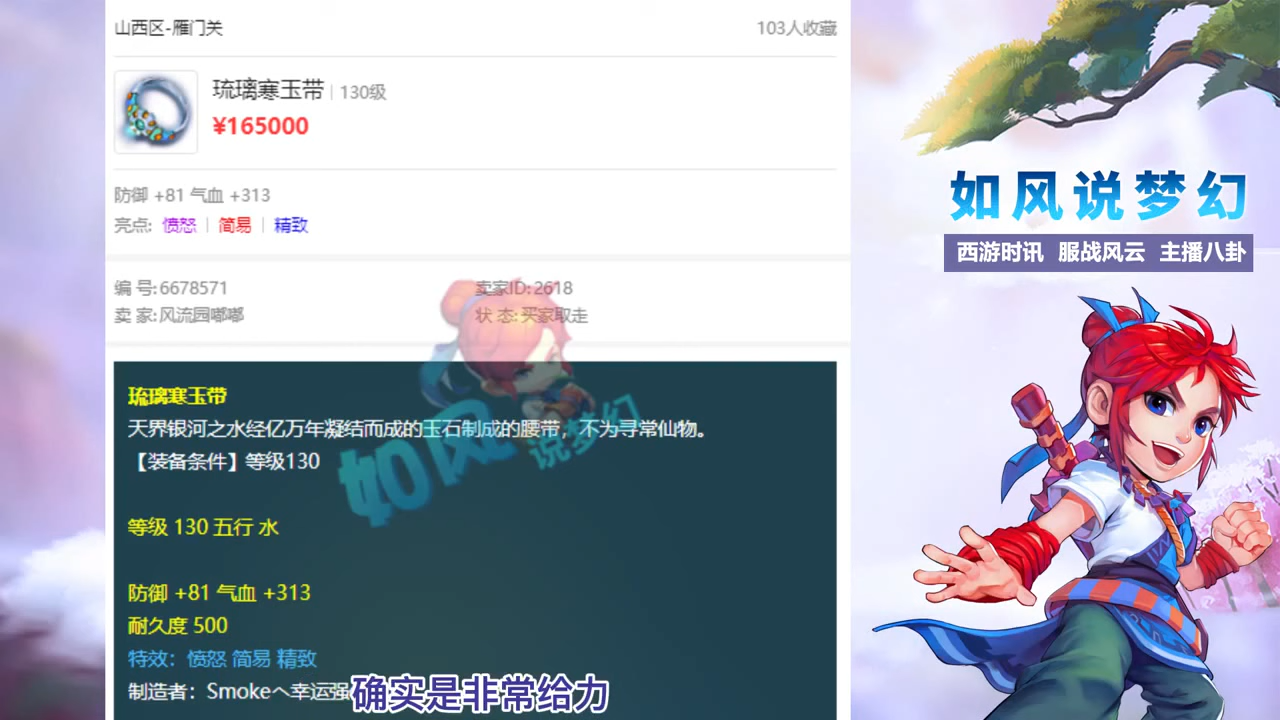 山西区-雁门关
103人收藏
琉璃寒玉带 | 130级
¥165000
防御 +81 气血 +313
亮点: 愤怒 | 简易 | 精致
编 号:6678571
卖家ID:2618
卖 家:风流园嘟嘟
状 态:买家取走
琉璃寒玉带
天界银河之水经亿万年凝结而成的玉石制成的腰带，不为寻常仙物。
【装备条件】等级130
等级 130 五行 水
防御 +81 气血 +313
耐久度 500
特效：愤怒 简易 精致
制造者：Smokeヘ幸运强
确实是非常给力
如风说梦幻
如风说梦幻
西游时讯 服战风云 主播八卦